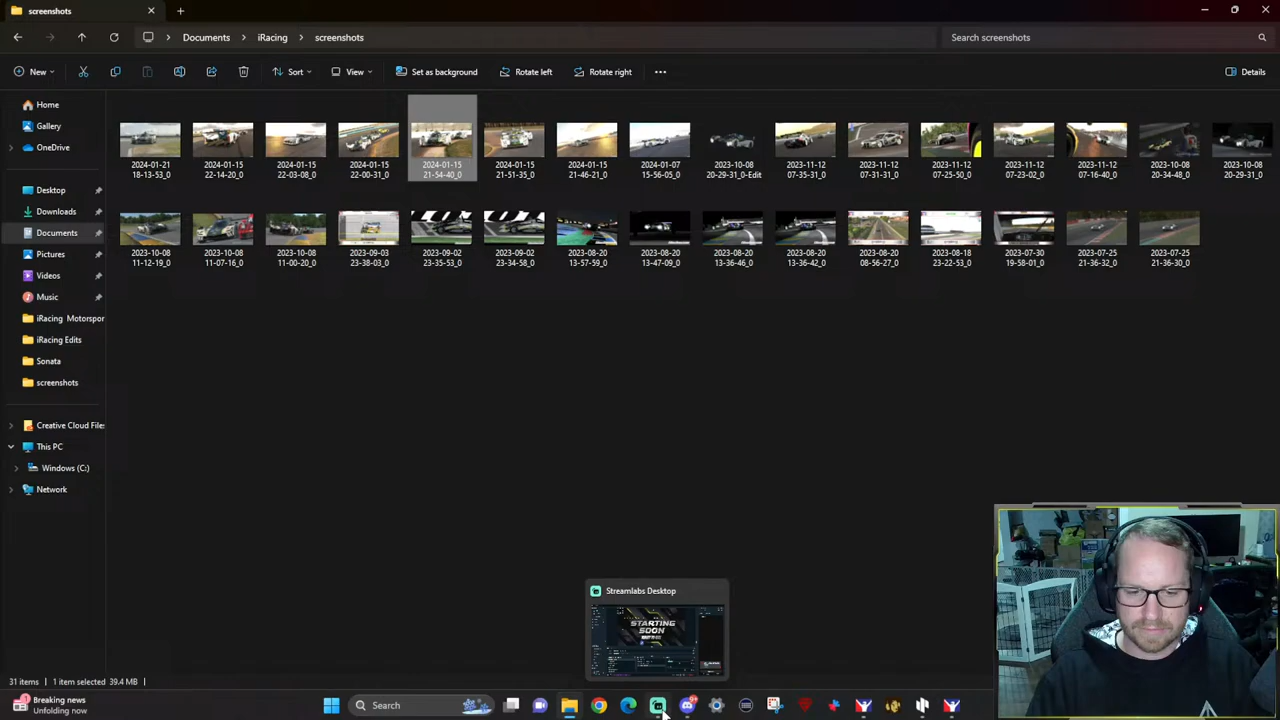 screenshots
Documents > iRacing > screenshots
Search screenshots
New
Sort
View
Set as background
Rotate left
Rotate right
Details
Home
Gallery
OneDrive
Desktop
Downloads
Documents
Pictures
Videos
Music
iRacing Motorspor
iRacing Edits
Sonata
screenshots
Creative Cloud Files
This PC
Windows (C:)
Network
2024-01-21 2024-01-15 2024-01-15 2024-01-15 2024-01-15 2024-01-15 2024-01-15 2024-01-07 2023-10-08 2023-11-12 2023-11-12 2023-11-12 2023-11-12 2023-11-12 2023-10-08 2023-10-08
18-13-53_0 22-14-20_0 22-03-08_0 22-00-31_0 21-54-40_0 21-51-35_0 21-46-21_0 15-56-05_0 20-29-31_0-Edit 07-35-31_0 07-31-31_0 07-25-50_0 07-23-02_0 07-16-40_0 20-34-48_0 20-29-31_0
2023-10-08 2023-10-08 2023-10-08 2023-09-03 2023-09-02 2023-09-02 2023-08-20 2023-08-20 2023-08-20 2023-08-20 2023-08-20 2023-08-18 2023-07-30 2023-07-25 2023-07-25
11-12-19_0 11-07-16_0 11-00-20_0 23-38-03_0 23-35-53_0 23-34-58_0 13-57-59_0 13-47-09_0 13-36-46_0 13-36-42_0 08-56-27_0 23-22-53_0 19-58-01_0 21-36-32_0 21-36-30_0
Streamlabs Desktop
STARTING
SOON
31 items | 1 item selected 39.4 MB |
Breaking news
Unfolding now
Search